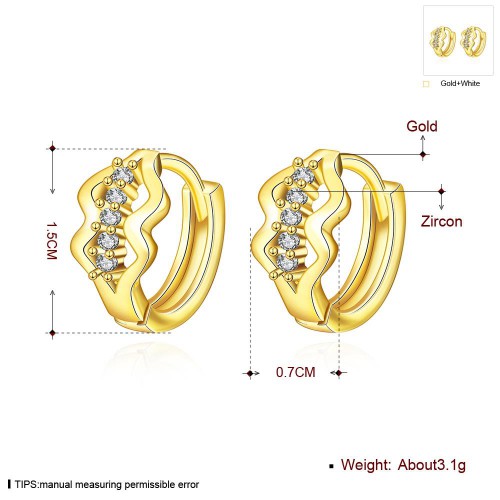 Gold+White
Gold
Zircon
1.5CM
0.7CM
Weight: About3.1g
TIPS:manual measuring permissible error